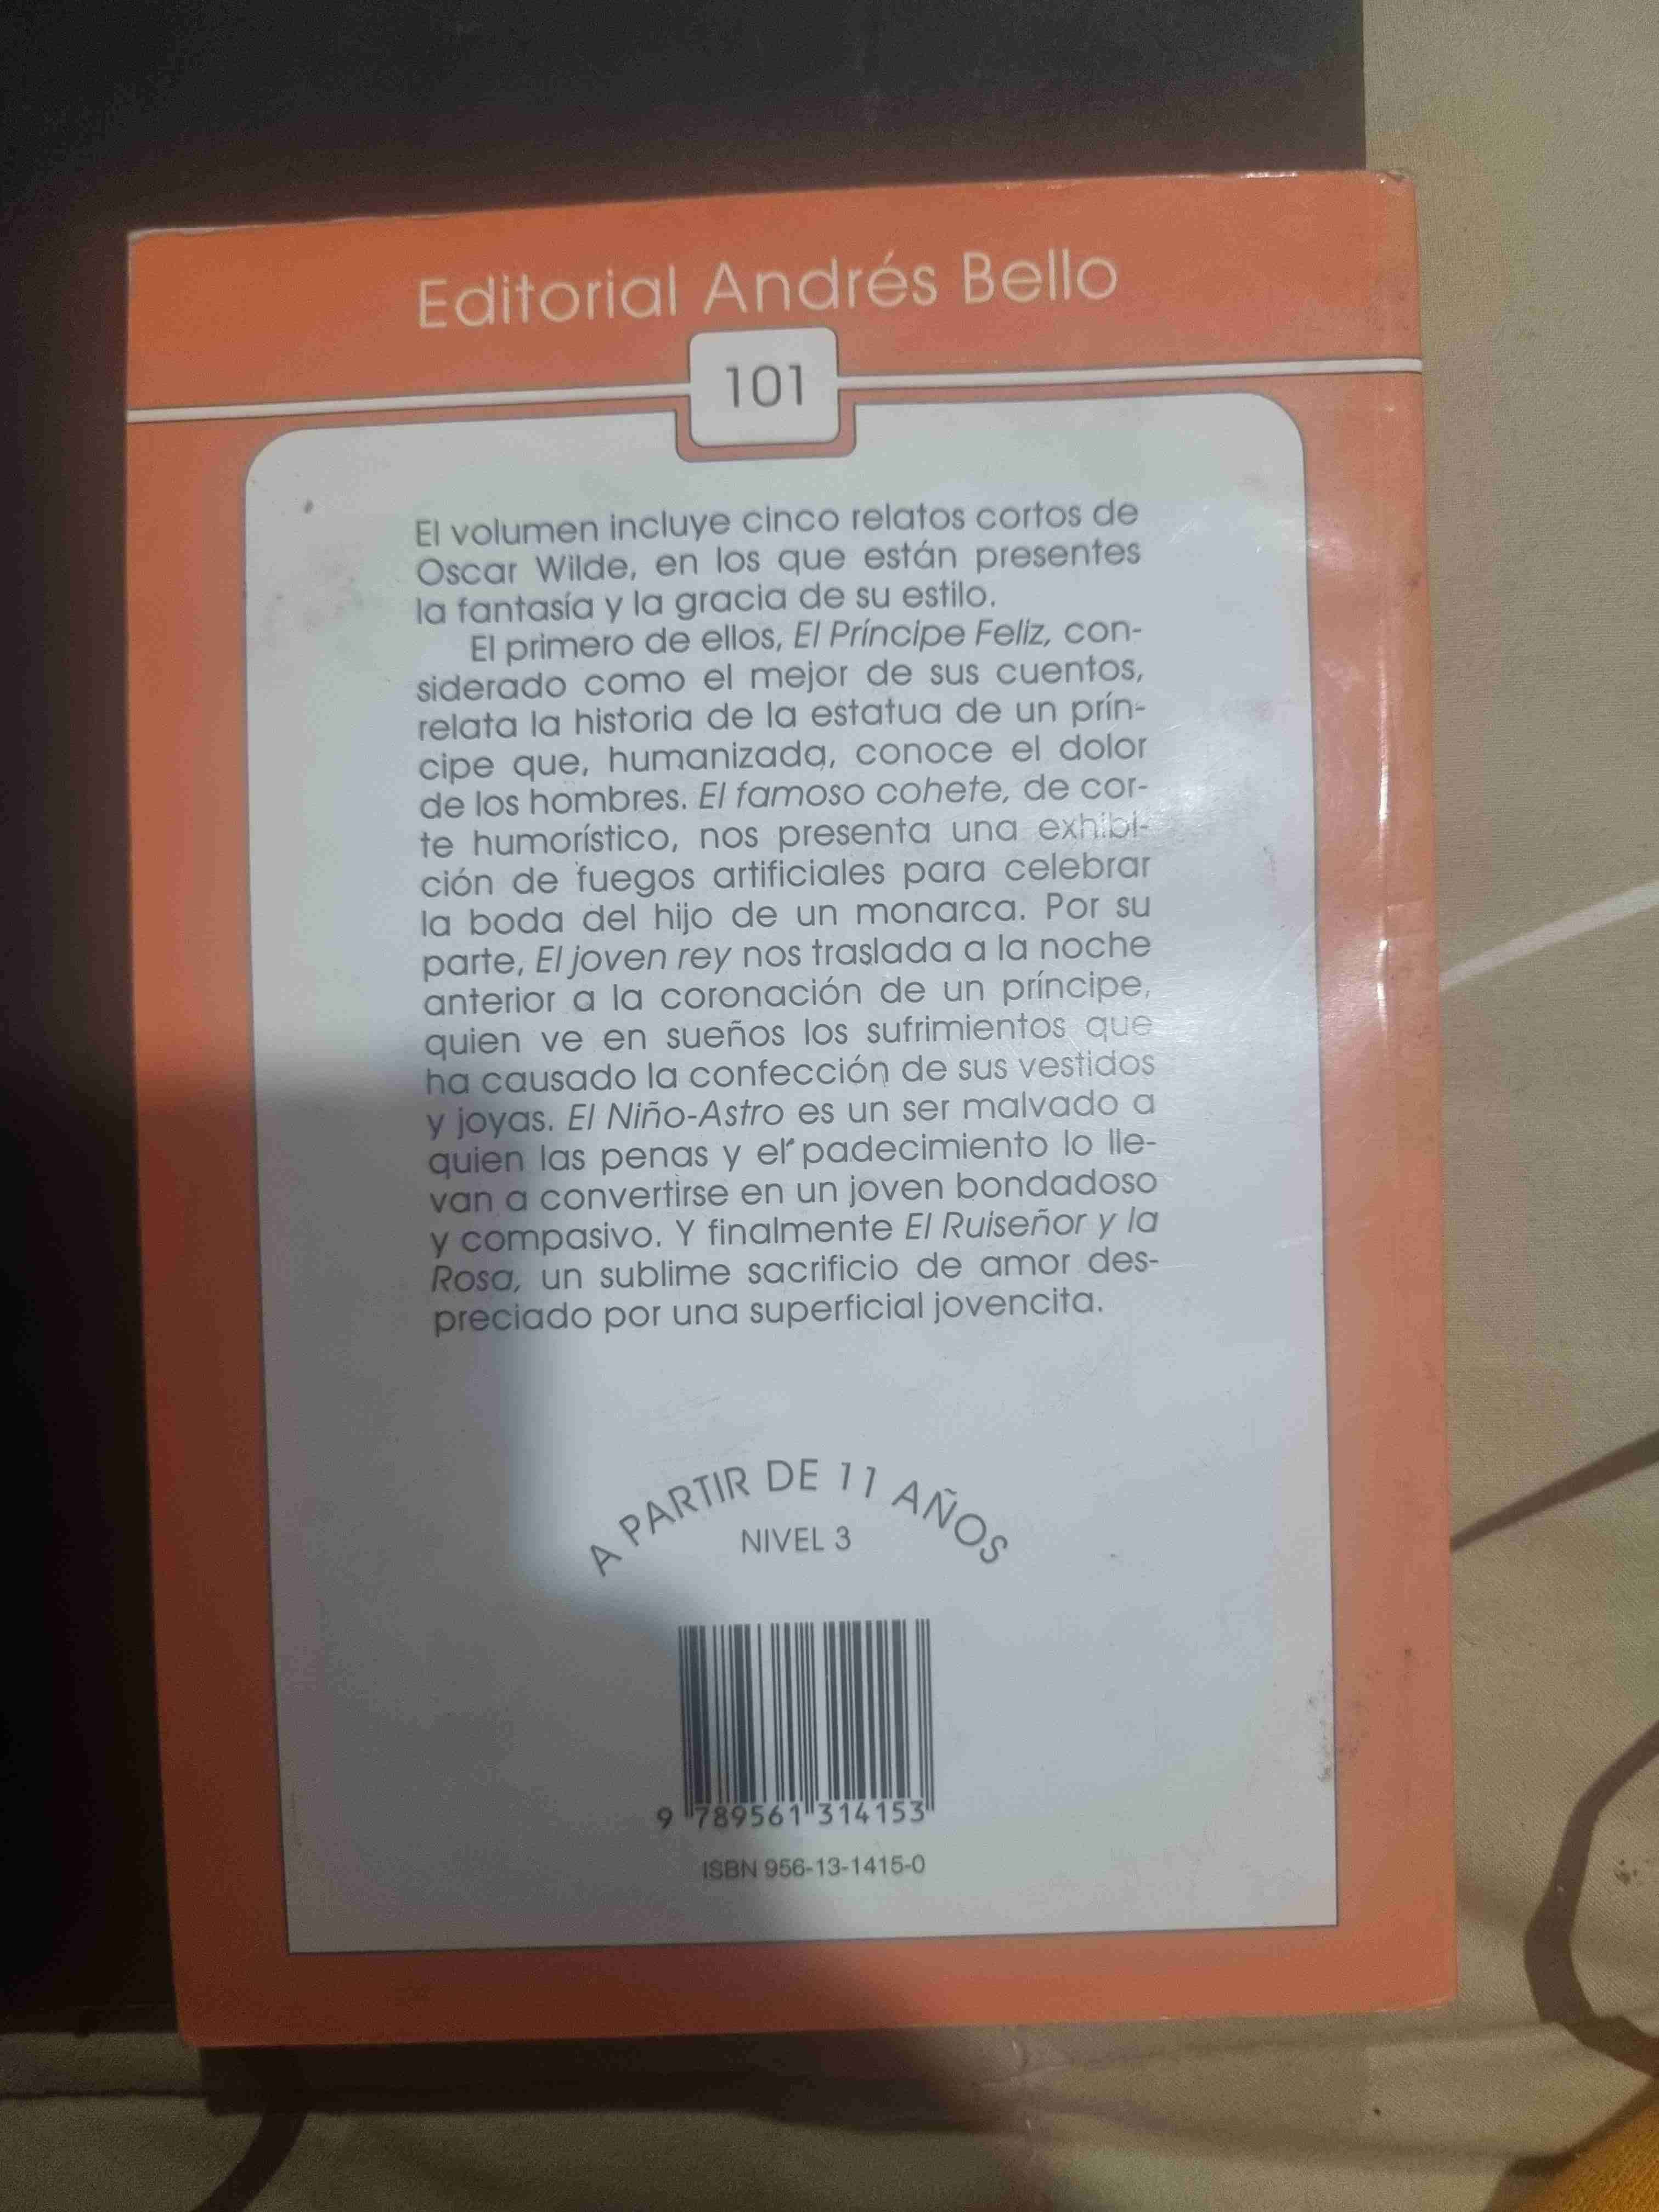 Editorial Andrés Bello
101
El volumen incluye cinco relatos cortos de
Oscar Wilde, en los que están presentes
la fantasía y la gracia de su estilo.
El primero de ellos, El Príncipe Feliz, con-
siderado como el mejor de sus cuentos,
relata la historia de la estatua de un prín-
cipe que, humanizada, conoce el dolor
de los hombres. El famoso cohete, de cor-
te humorístico, nos presenta una exhibi-
ción de fuegos artificiales para celebrar
la boda del hijo de un monarca. Por su
parte, El joven rey nos traslada a la noche
anterior a la coronación de un príncipe,
quien ve en sueños los sufrimientos que
ha causado la confección de sus vestidos
y joyas. El Niño-Astro es un ser malvado a
quien las penas y el padecimiento lo lle-
van a convertirse en un joven bondadoso
y compasivo. Y finalmente El Ruiseñor y la
Rosa, un sublime sacrificio de amor des-
preciado por una superficial jovencita.
A PARTIR DE 11 AÑOS
NIVEL 3
9 789561 314153
ISBN 956-13-1415-0